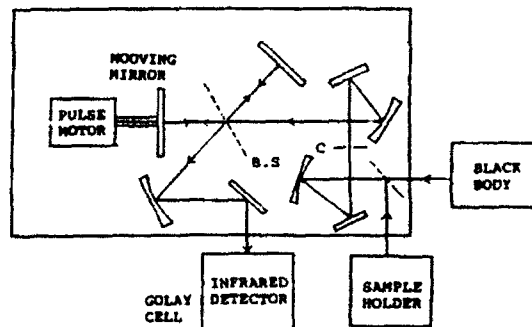 MOOVING
MIRROR
PULSE
MOTOR
B.S
C
BLACK
BODY
GOLAY
CELL
INFRARED
DETECTOR
SAMPLE
HOLDER